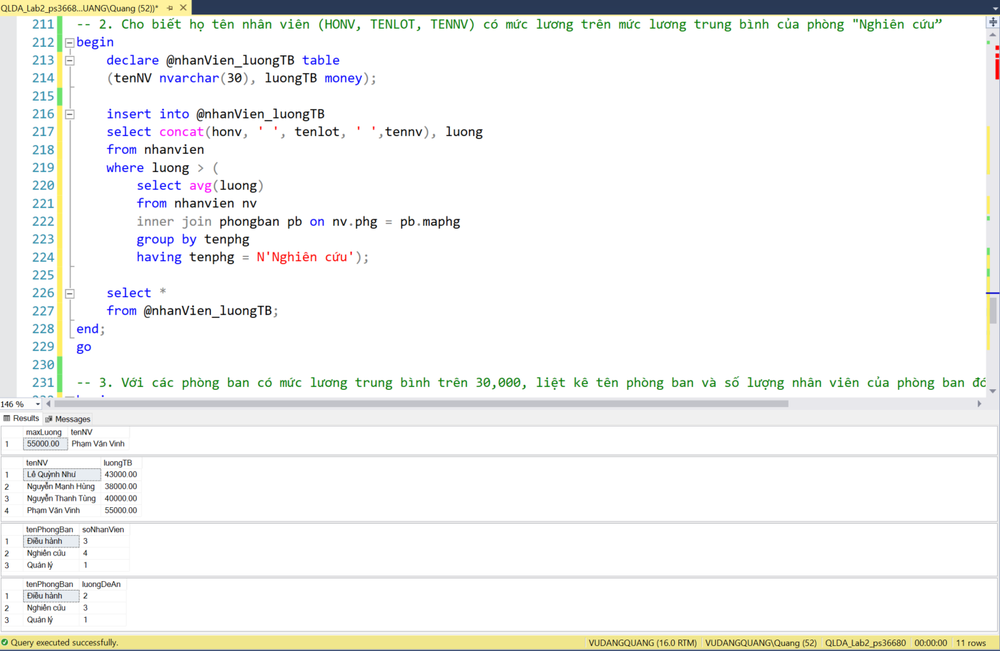 QLDA_Lab2_ps3668...UANG\Quang (52))*
211 -- 2. Cho biết họ tên nhân viên (HONV, TENLOT, TENNV) có mức lương trên mức lương trung bình của phòng "Nghiên cứu”
212 begin
213 declare @nhanVien_luongTB table
214 (tenNV nvarchar(30), luongTB money);
215
216 insert into @nhanVien_luongTB
217 select concat(honv, ' ', tenlot, ' ',tennv), luong
218 from nhanvien
219 where luong > (
220 select avg(luong)
221 from nhanvien nv
222 inner join phongban pb on nv.phg = pb.maphg
223 group by tenphg
224 having tenphg = N'Nghiên cứu');
225
226 select *
227 from @nhanVien_luongTB;
228 end;
229 go
230
231 -- 3. Với các phòng ban có mức lương trung bình trên 30,000, liệt kê tên phòng ban và số lượng nhân viên của phòng ban đó
146 %
Results Messages
maxLuong tenNV
1 55000.00 Phạm Văn Vinh
tenNV luongTB
1 Lê Quỳnh Như 43000.00
2 Nguyễn Mạnh Hùng 38000.00
3 Nguyễn Thanh Tùng 40000.00
4 Phạm Văn Vinh 55000.00
tenPhongBan soNhanVien
1 Điều hành 3
2 Nghiên cứu 4
3 Quản lý 1
tenPhongBan luongDeAn
1 Điều hành 2
2 Nghiên cứu 3
3 Quản lý 1
Query executed successfully. VUDANGQUANG (16.0 RTM) VUDANGQUANG\Quang (52) QLDA_Lab2_ps36680 00:00:00 11 rows